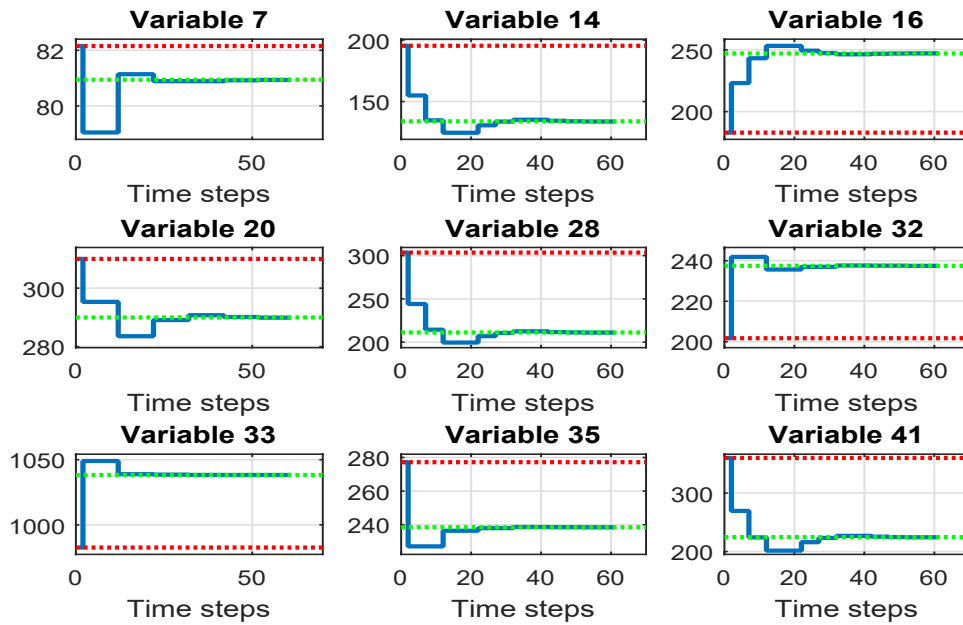 Variable 7
82
80
0
50
Time steps
Variable 14
200
150
0
20
40
60
Time steps
Variable 16
250
200
0
20
40
60
Time steps
Variable 20
300
280
0
50
Time steps
Variable 28
300
250
200
0
20
40
60
Time steps
Variable 32
240
220
200
0
20
40
60
Time steps
Variable 33
1050
1000
0
50
Time steps
Variable 35
280
260
240
0
20
40
60
Time steps
Variable 41
300
200
0
20
40
60
Time steps